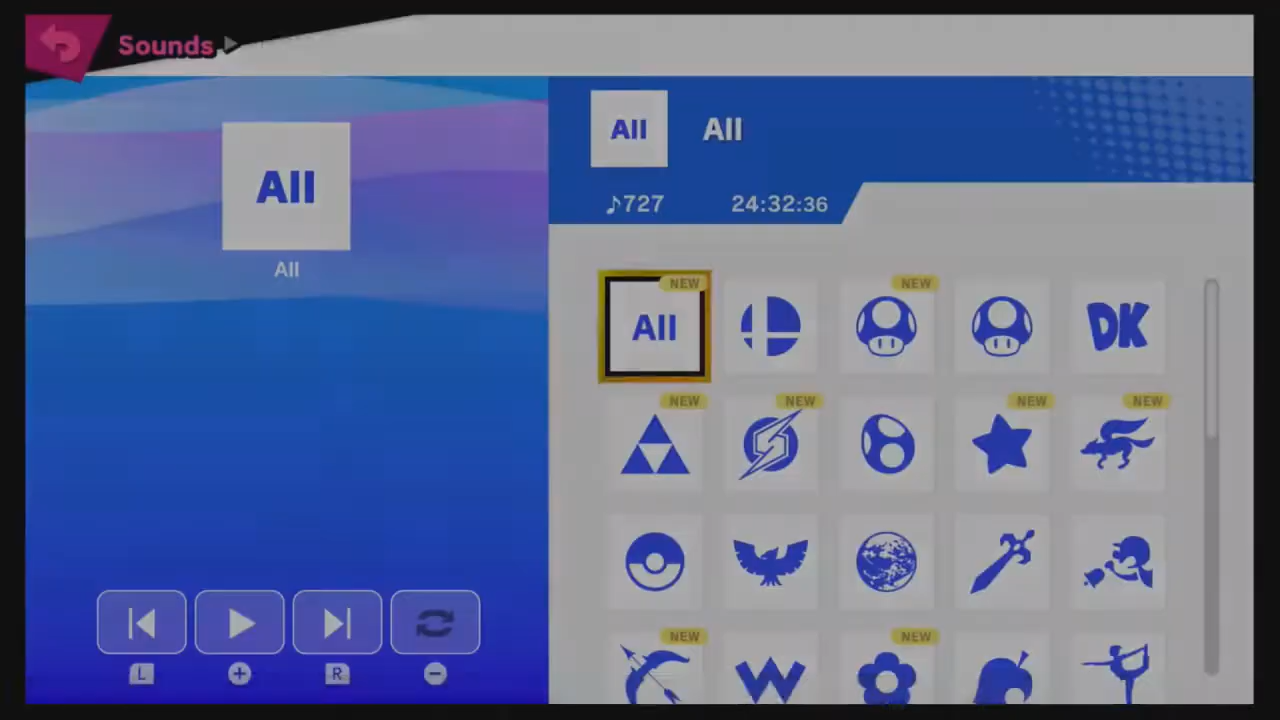 Sounds
All
All
L
+
R
-
All
All
♪727
24:32:36
NEW
All
NEW
DK
NEW
NEW
NEW
NEW
NEW
NEW
W